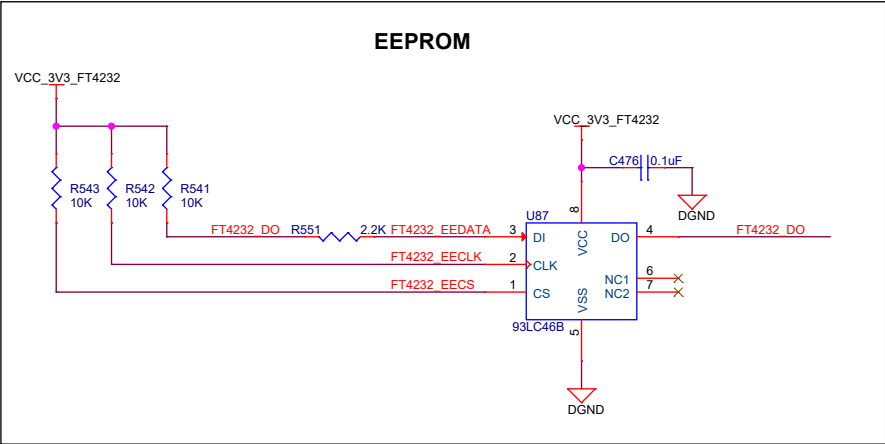 EEPROM
VCC_3V3_FT4232
VCC_3V3_FT4232
C476 0.1uF
R543
10K
R542
10K
R541
10K
DGND
U87
8
VCC
FT4232_DO R551 2.2K FT4232_EEDATA 3 DI
DO 4 FT4232_DO
FT4232_EECLK 2 CLK
NC1 6
FT4232_EECS 1 CS
NC2 7
VSS
93LC46B
5
DGND